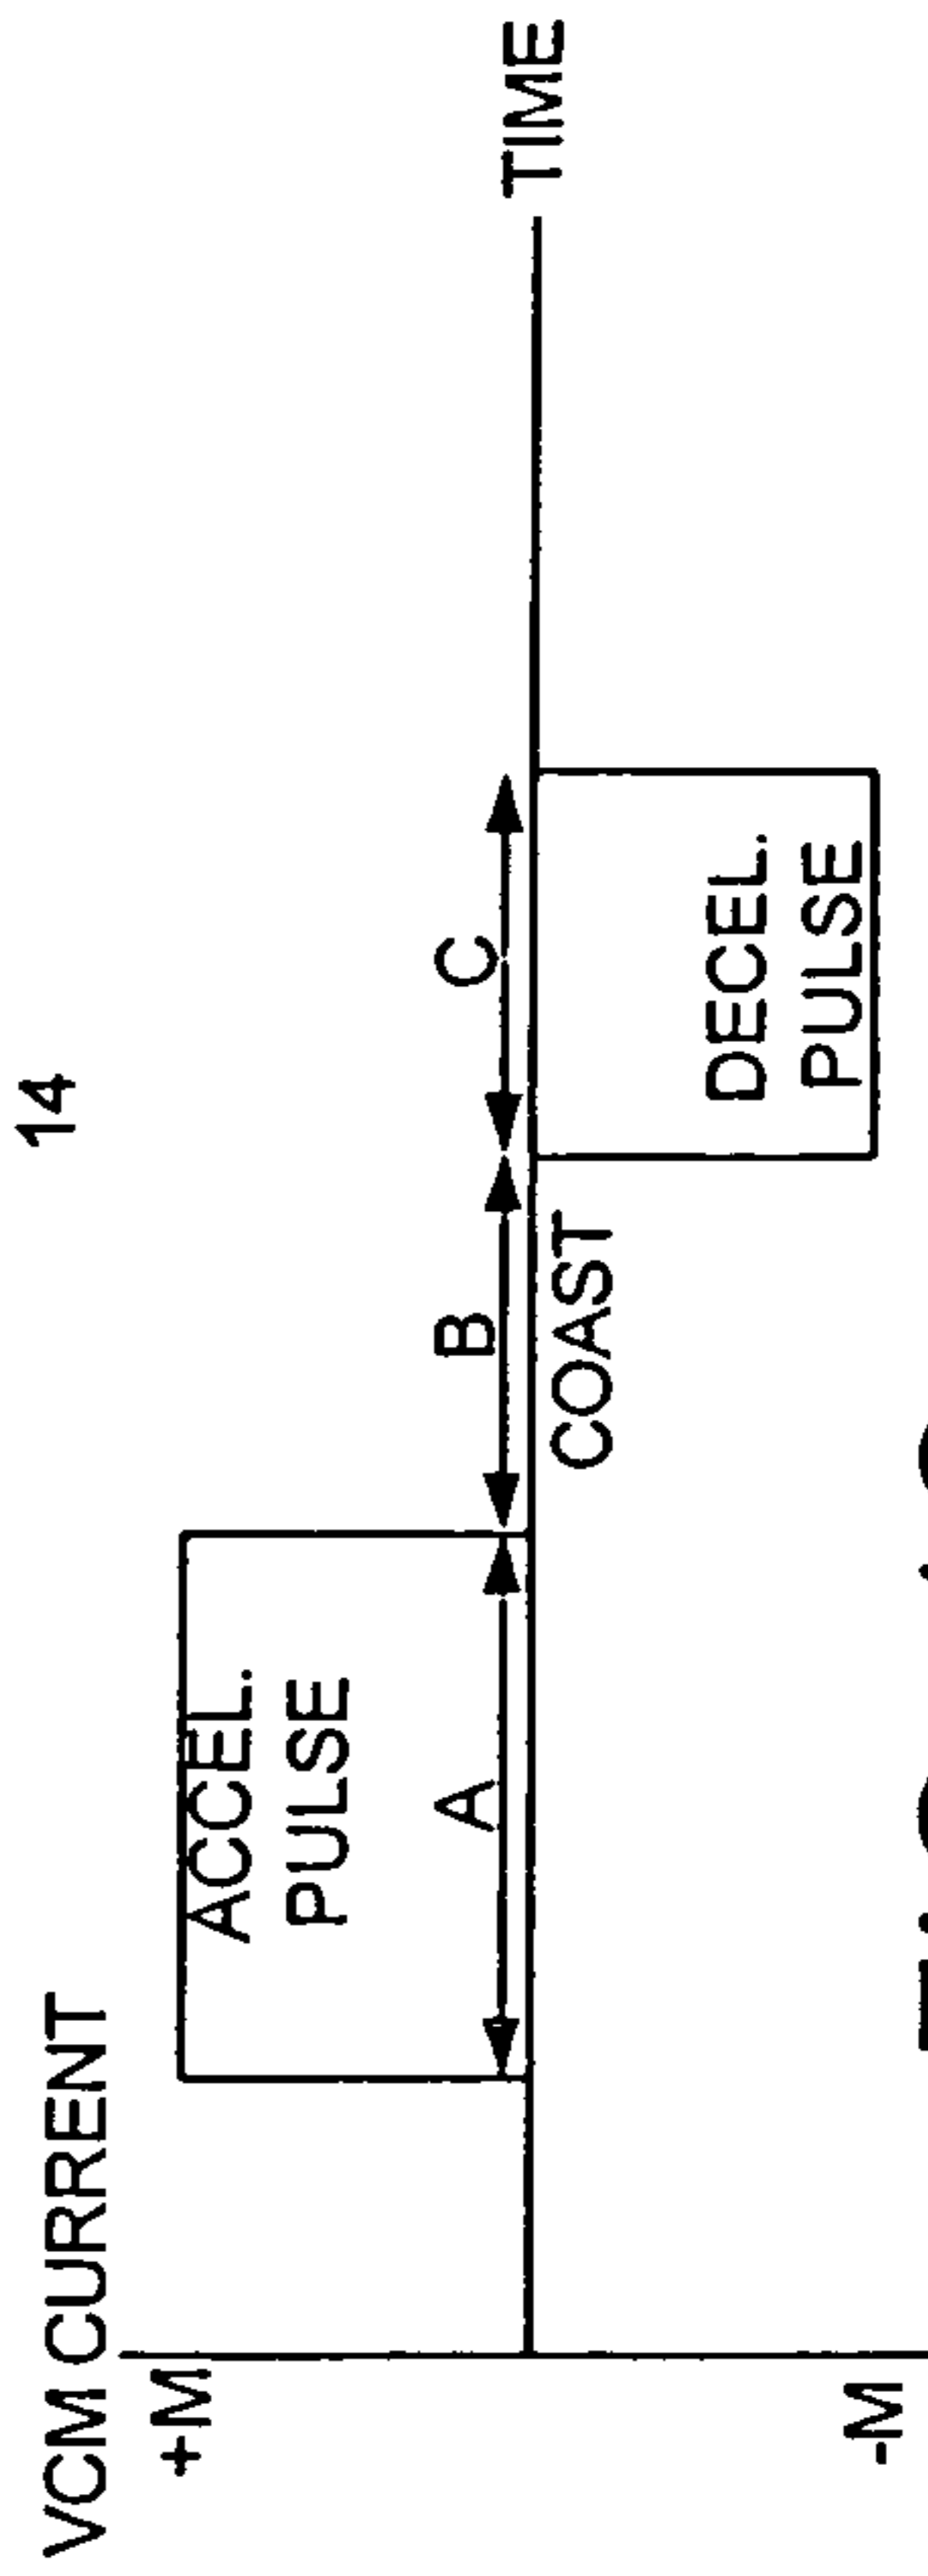 14
VCM CURRENT
+M
ACCEL.
PULSE
A
B
C
TIME
COAST
DECEL.
PULSE
-M